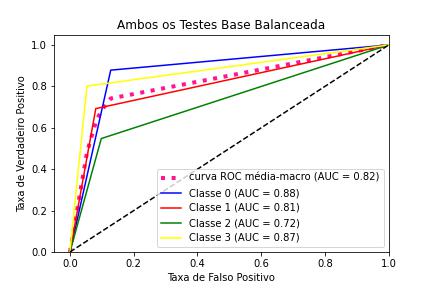 Ambos os Testes Base Balanceada
Taxa de Verdadeiro Positivo
1.0
0.8
0.6
0.4
0.2
0.0
curva ROC média-macro (AUC = 0.82)
Classe 0 (AUC = 0.88)
Classe 1 (AUC = 0.81)
Classe 2 (AUC = 0.72)
Classe 3 (AUC = 0.87)
0.0 0.2 0.4 0.6 0.8 1.0
Taxa de Falso Positivo